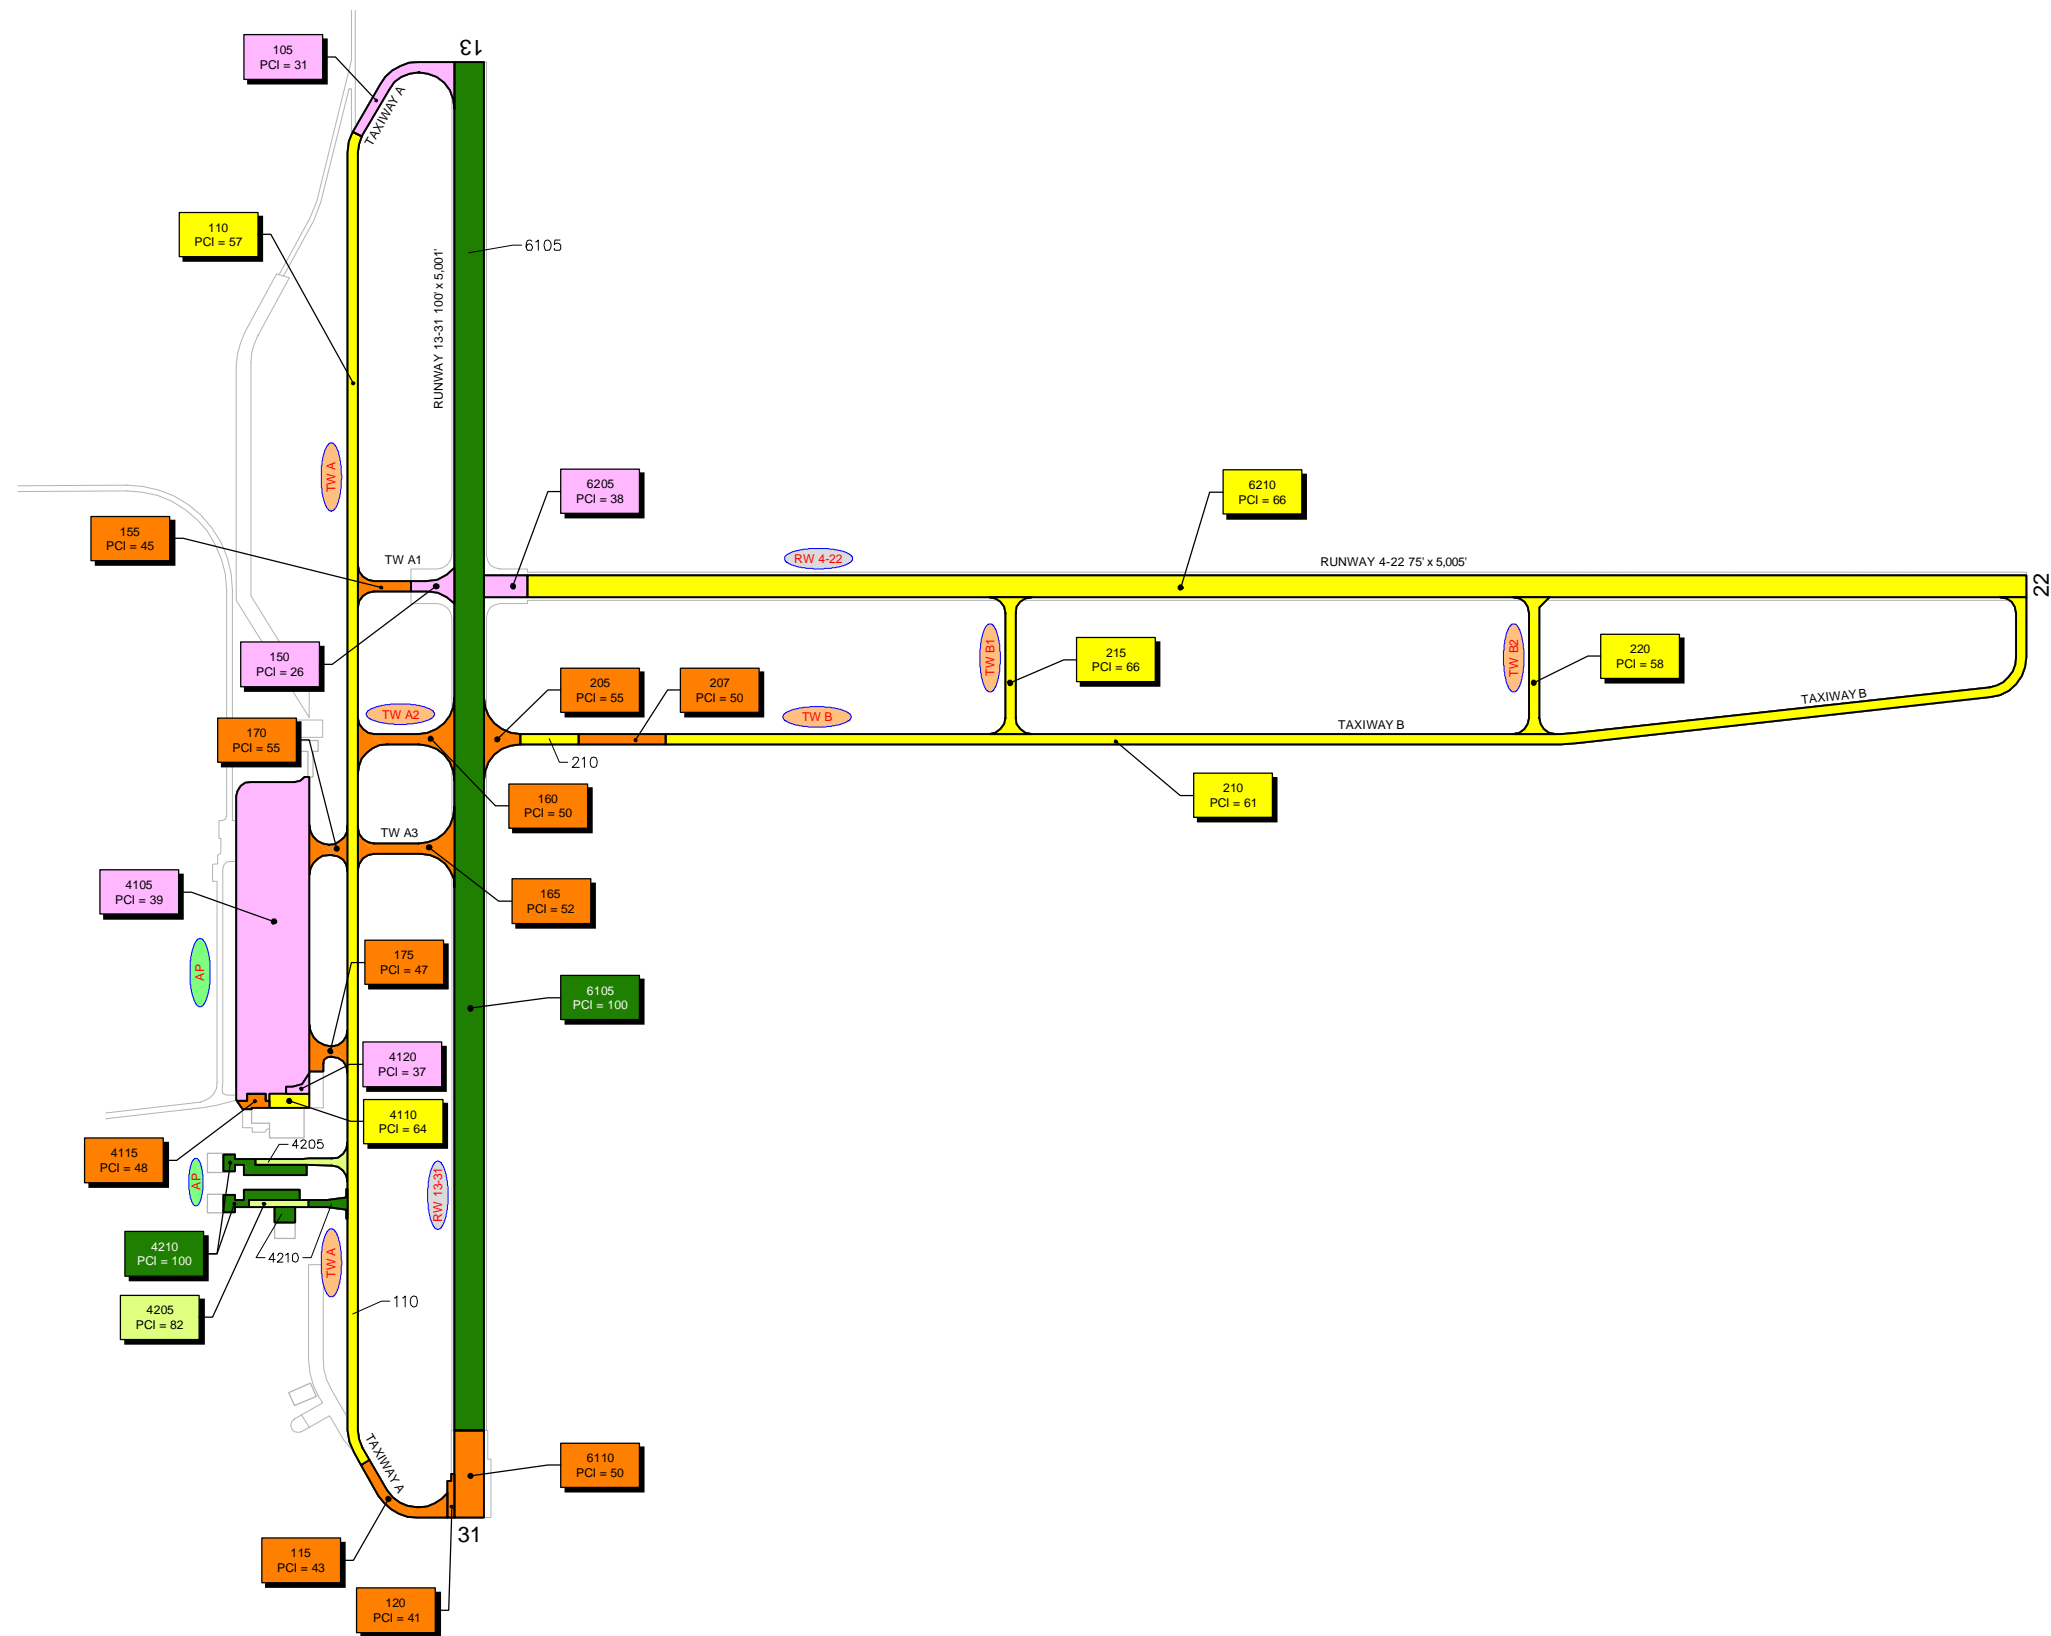 13
105
PCI = 31
TAXIWAY A
110
PCI = 57
6105
RUNWAY 13-31 100' x 5,001'
TW A
6205
PCI = 38
6210
PCI = 66
155
PCI = 45
TW A1
RW 4-22
RUNWAY 4-22 75' x 5,005'
22
150
PCI = 26
TW B1
215
PCI = 66
TW B2
220
PCI = 58
205
PCI = 55
207
PCI = 50
TW A2
TW B
TAXIWAY B
TAXIWAY B
170
PCI = 55
210
210
PCI = 61
160
PCI = 50
TW A3
4105
PCI = 39
165
PCI = 52
AP
175
PCI = 47
6105
PCI = 100
4120
PCI = 37
4110
PCI = 64
4115
PCI = 48
4205
AP
RW 13-31
4210
PCI = 100
4210
TW A
4205
PCI = 82
110
TAXIWAY A
6110
PCI = 50
31
115
PCI = 43
120
PCI = 41